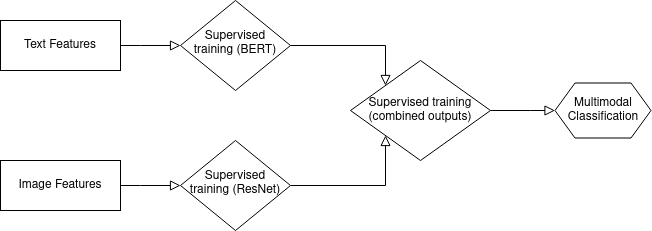 Text Features
Supervised
training (BERT)
Supervised training
(combined outputs)
Multimodal
Classification
Image Features
Supervised
training (ResNet)